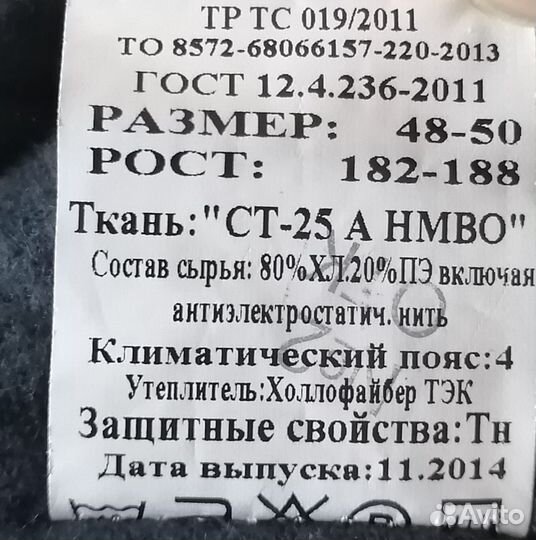 ТР ТС 019/2011
ТО 8572-68066157-220-2013
ГОСТ 12.4.236-2011
РАЗМЕР: 48-50
РОСТ: 182-188
Ткань:"СТ-25 А НМВО"
Состав сырья: 80%ХЛ.20%ПЭ включая
антиэлектростатич. нить
Климатический пояс:4
Утеплитель:Холлофайбер ТЭК
Защитные свойства:Тн
Дата выпуска:11.2014
Avito